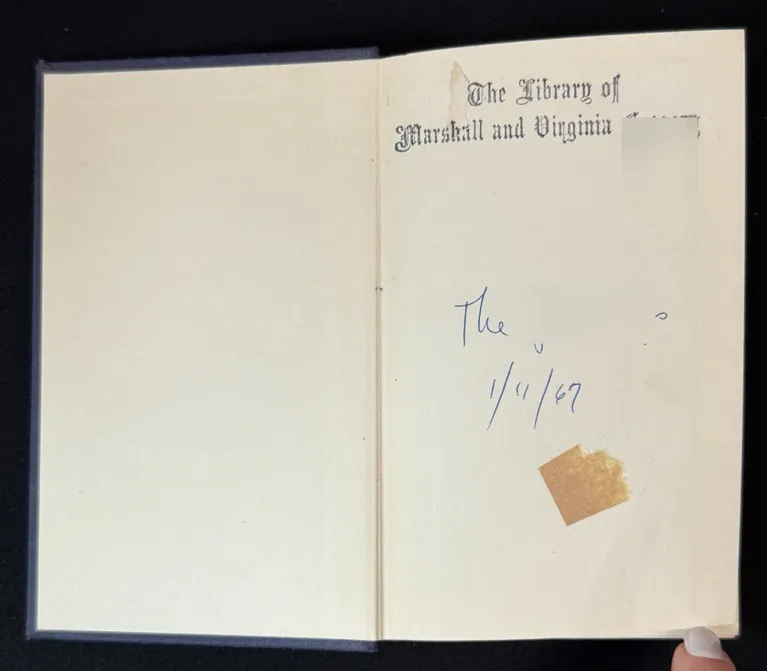 The Library of
Marshall and Virginia
The
1/11/67